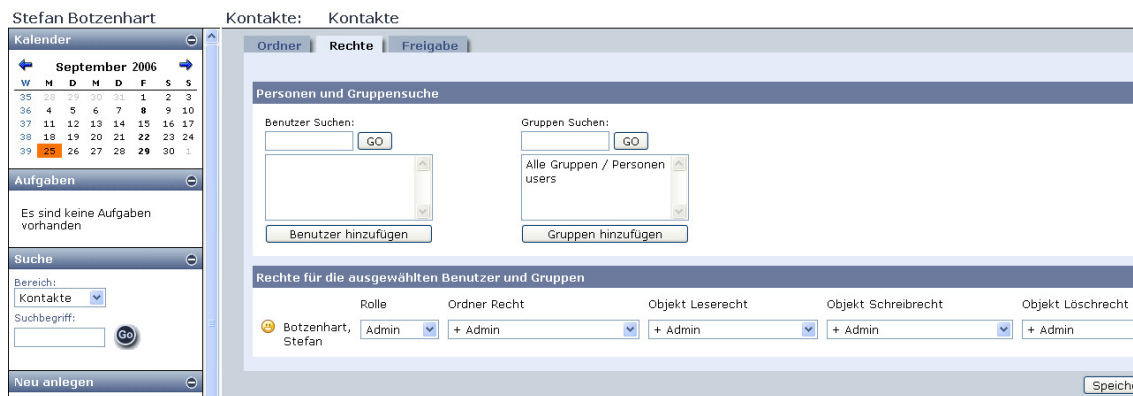 Stefan Botzenhart
Kontakte: Kontakte
Kalender
September 2006
W M D M D F S S
35 28 29 30 31 1 2 3
36 4 5 6 7 8 9 10
37 11 12 13 14 15 16 17
38 18 19 20 21 22 23 24
39 25 26 27 28 29 30 1
Aufgaben
Es sind keine Aufgaben
vorhanden
Suche
Bereich:
Kontakte
Suchbegriff:
Go
Neu anlegen
Ordner Rechte Freigabe
Personen und Gruppensuche
Benutzer Suchen:
GO
Benutzer hinzufügen
Gruppen Suchen:
GO
Alle Gruppen / Personen
users
Gruppen hinzufügen
Rechte für die ausgewählten Benutzer und Gruppen
Rolle Ordner Recht Objekt Leserecht Objekt Schreibrecht Objekt Löschrecht
Botzenhart, Admin + Admin + Admin + Admin + Admin
Stefan
Speiche